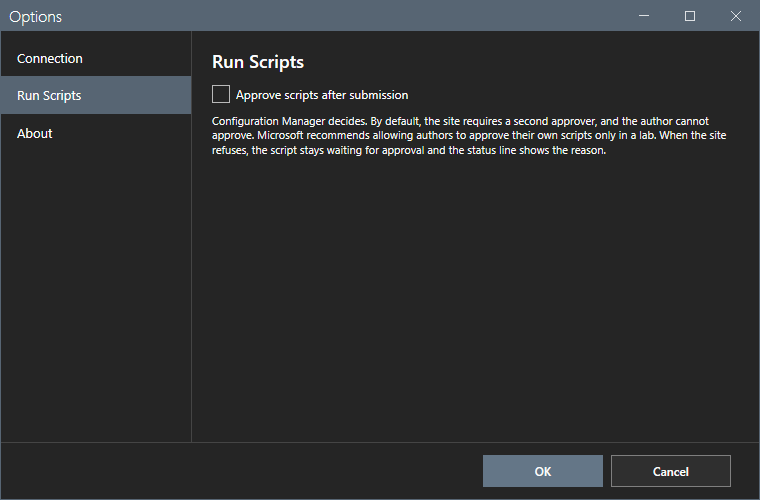 Options
Connection
Run Scripts
About
Run Scripts
Approve scripts after submission
Configuration Manager decides. By default, the site requires a second approver, and the author cannot
approve. Microsoft recommends allowing authors to approve their own scripts only in a lab. When the site
refuses, the script stays waiting for approval and the status line shows the reason.
OK
Cancel